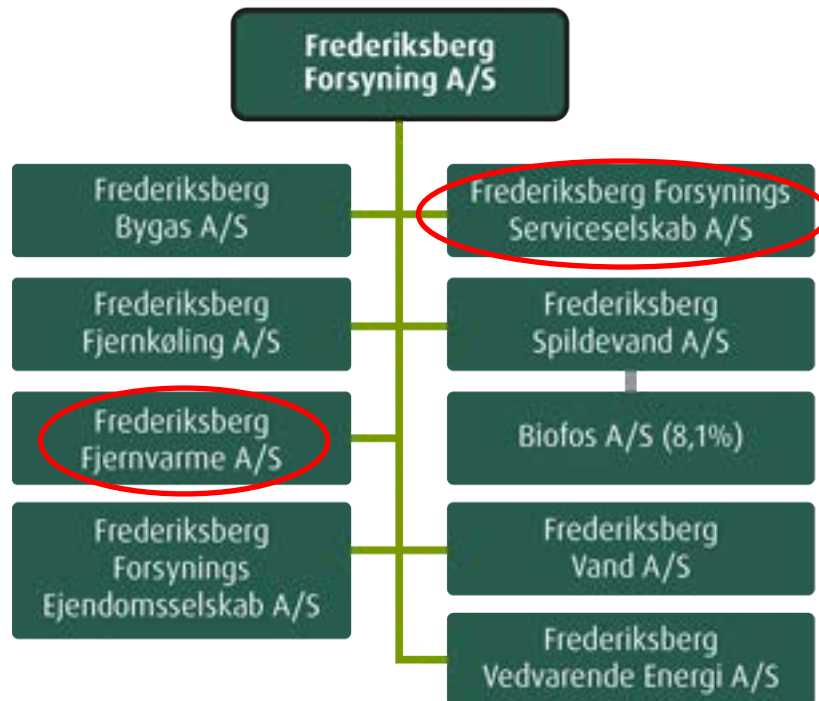 Frederiksberg
Forsyning A/S
Frederiksberg
Bygas A/S
Frederiksberg Forsynings
Serviceselskab A/S
Frederiksberg
Fjernkøling A/S
Frederiksberg
Spildevand A/S
Frederiksberg
Fjernvarme A/S
Biofos A/S (8,1%)
Frederiksberg
Forsynings
Ejendomsselskab A/S
Frederiksberg
Vand A/S
Frederiksberg
Vedvarende Energi A/S